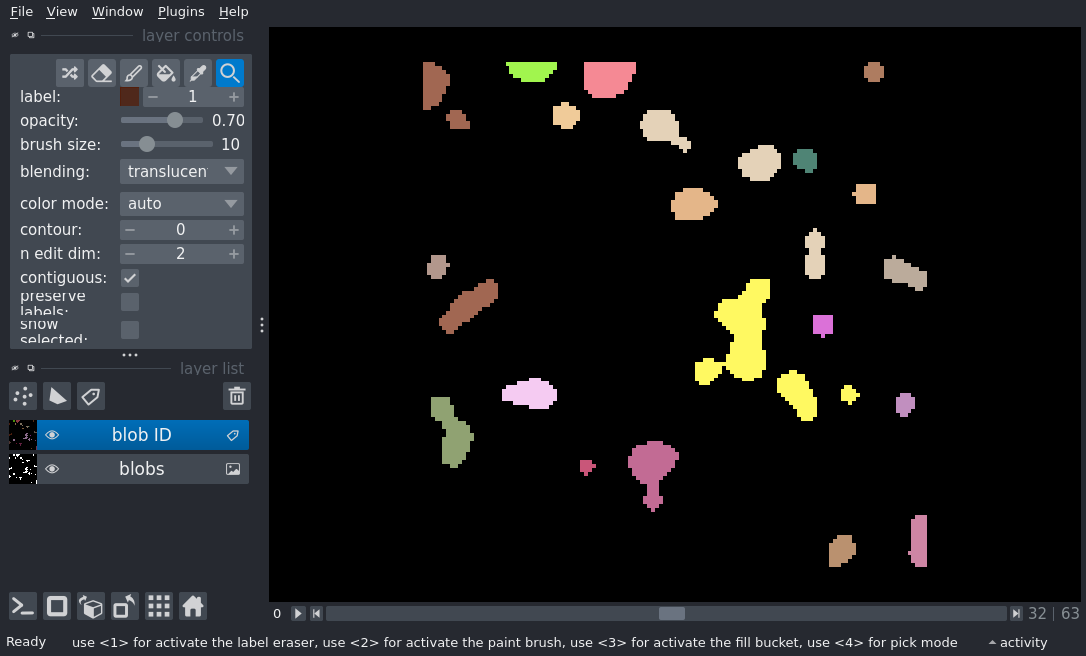 File View Window Plugins Help
layer controls
label: 1
opacity: 0.70
brush size: 10
blending: translucen
color mode: auto
contour: 0
n edit dim: 2
contiguous:
preserve
labels:
show
selected:
layer list
blob ID
blobs
0 32 63
Ready use <1> for activate the label eraser, use <2> for activate the paint brush, use <3> for activate the fill bucket, use <4> for pick mode activity